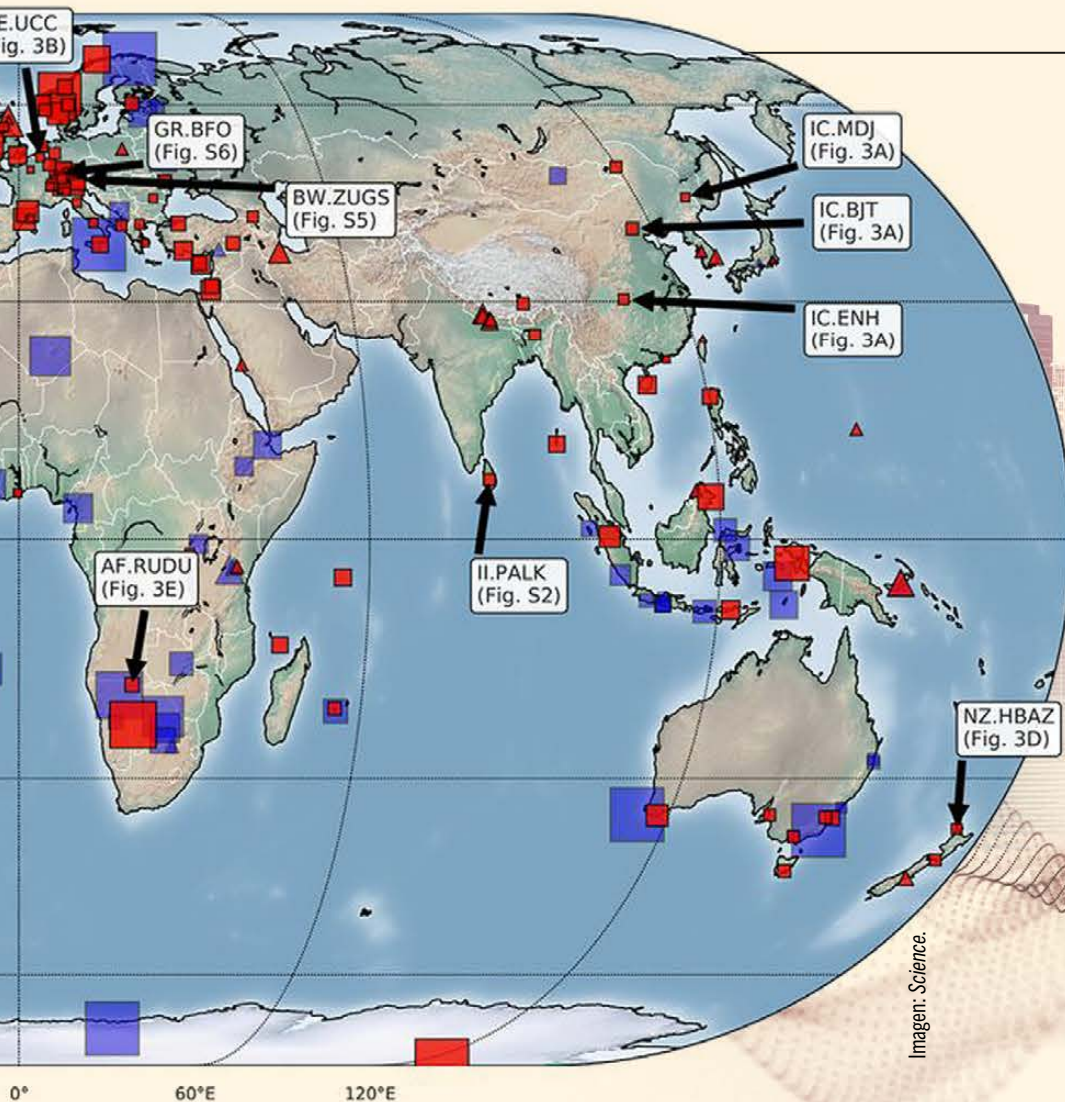 E.UCC
ig. 3B)
GR.BFO
(Fig. S6)
BW.ZUGS
(Fig. S5)
IC.MDJ
(Fig. 3A)
IC.BJT
(Fig. 3A)
IC.ENH
(Fig. 3A)
II.PALK
(Fig. S2)
AF.RUDU
(Fig. 3E)
NZ.HBAZ
(Fig. 3D)
Imagen: Science.
0°
60°E
120°E